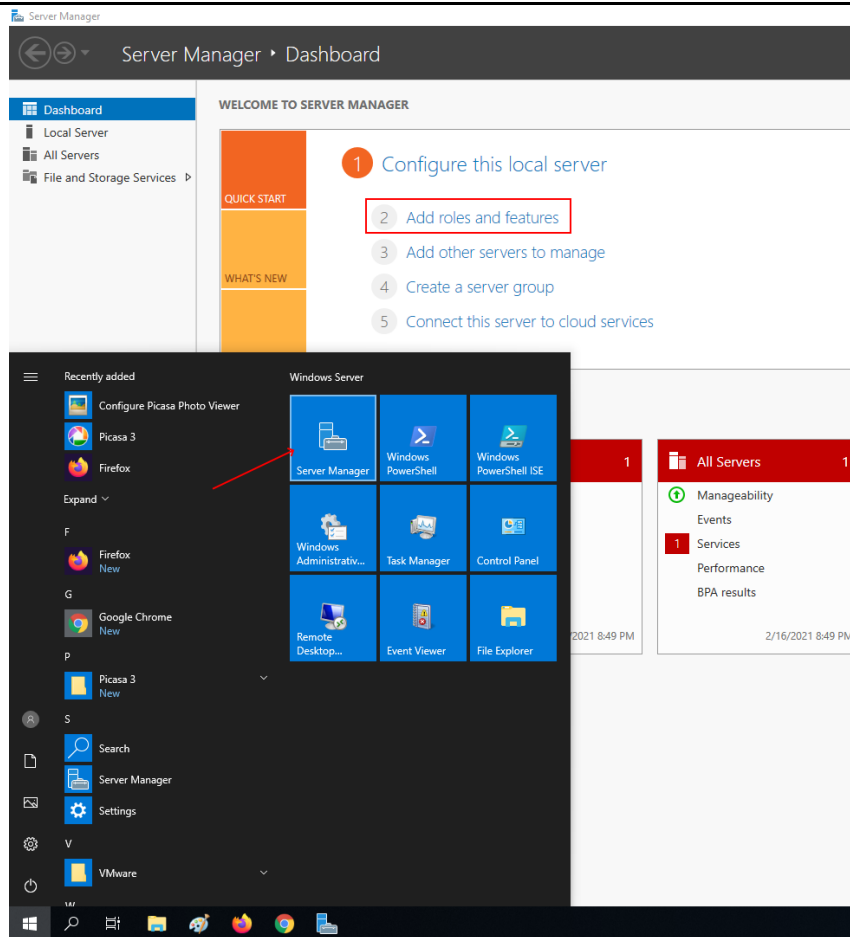 Server Manager
Server Manager • Dashboard
Dashboard
Local Server
All Servers
File and Storage Services
WELCOME TO SERVER MANAGER
QUICK START
WHAT'S NEW
1 Configure this local server
2 Add roles and features
3 Add other servers to manage
4 Create a server group
5 Connect this server to cloud services
Recently added
Configure Picasa Photo Viewer
Picasa 3
Firefox
Expand
F
Firefox
New
G
Google Chrome
New
P
Picasa 3
New
S
Search
Server Manager
Settings
V
VMware
W
Windows Server
Server Manager
Windows
PowerShell
Windows
PowerShell ISE
Windows
Administrativ...
Task Manager
Control Panel
Remote
Desktop...
Event Viewer
File Explorer
1
/2021 8:49 PM
All Servers 1
Manageability
Events
1 Services
Performance
BPA results
2/16/2021 8:49 PM